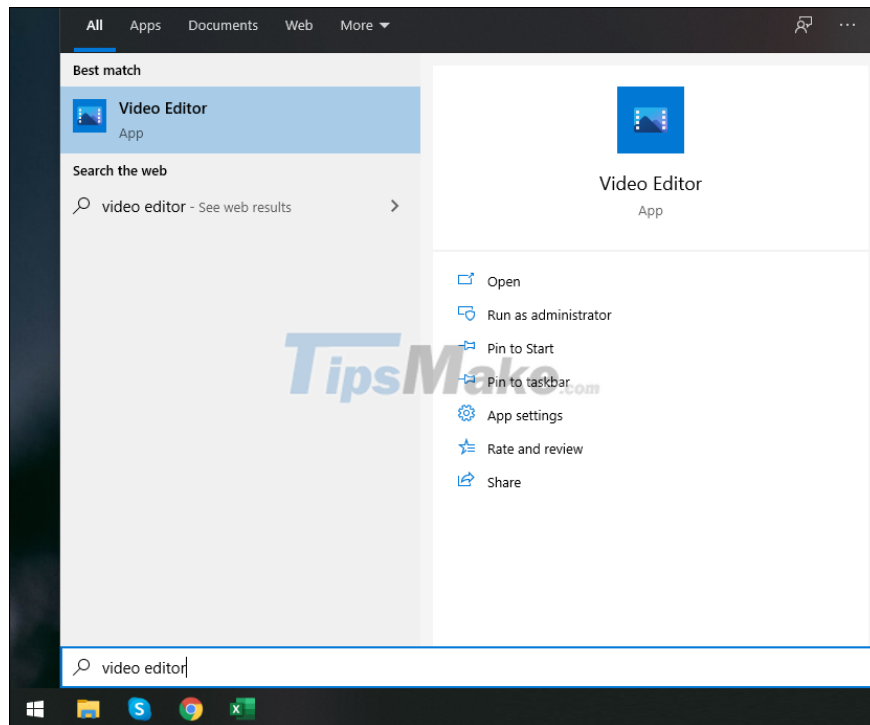 All Apps Documents Web More
Best match
Video Editor
App
Search the web
video editor - See web results
Video Editor
App
Open
Run as administrator
Pin to Start
Pin to taskbar
App settings
Rate and review
Share
TipsMake.com
video editor